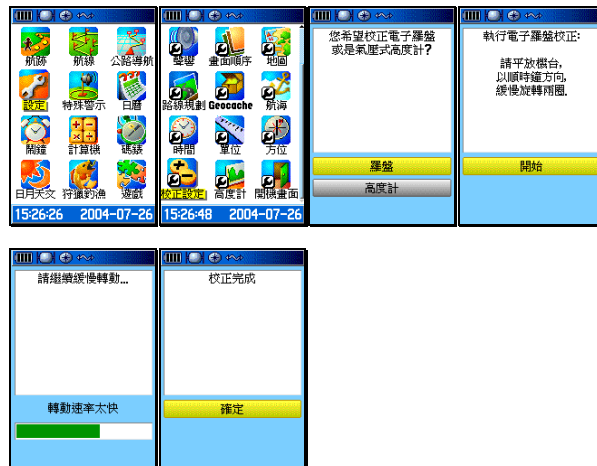 航跡 航線 公路導航
設定 特殊警示 日曆
鬧鐘 計算機 碼錶
日月天文 狩獵釣漁 遊戲
15:26:26 2004-07-26
聲響 畫面順序 地圖
路線規劃 Geocache 航海
時間 單位 方位
校正設定 高度計 開機畫面
15:26:48 2004-07-26
您希望校正電子羅盤
或是氣壓式高度計?
羅盤
高度計
執行電子羅盤校正:
請平放機台,
以順時鐘方向,
緩慢旋轉兩圈.
開始
請繼續緩慢轉動...
轉動速率太快
校正完成
確定